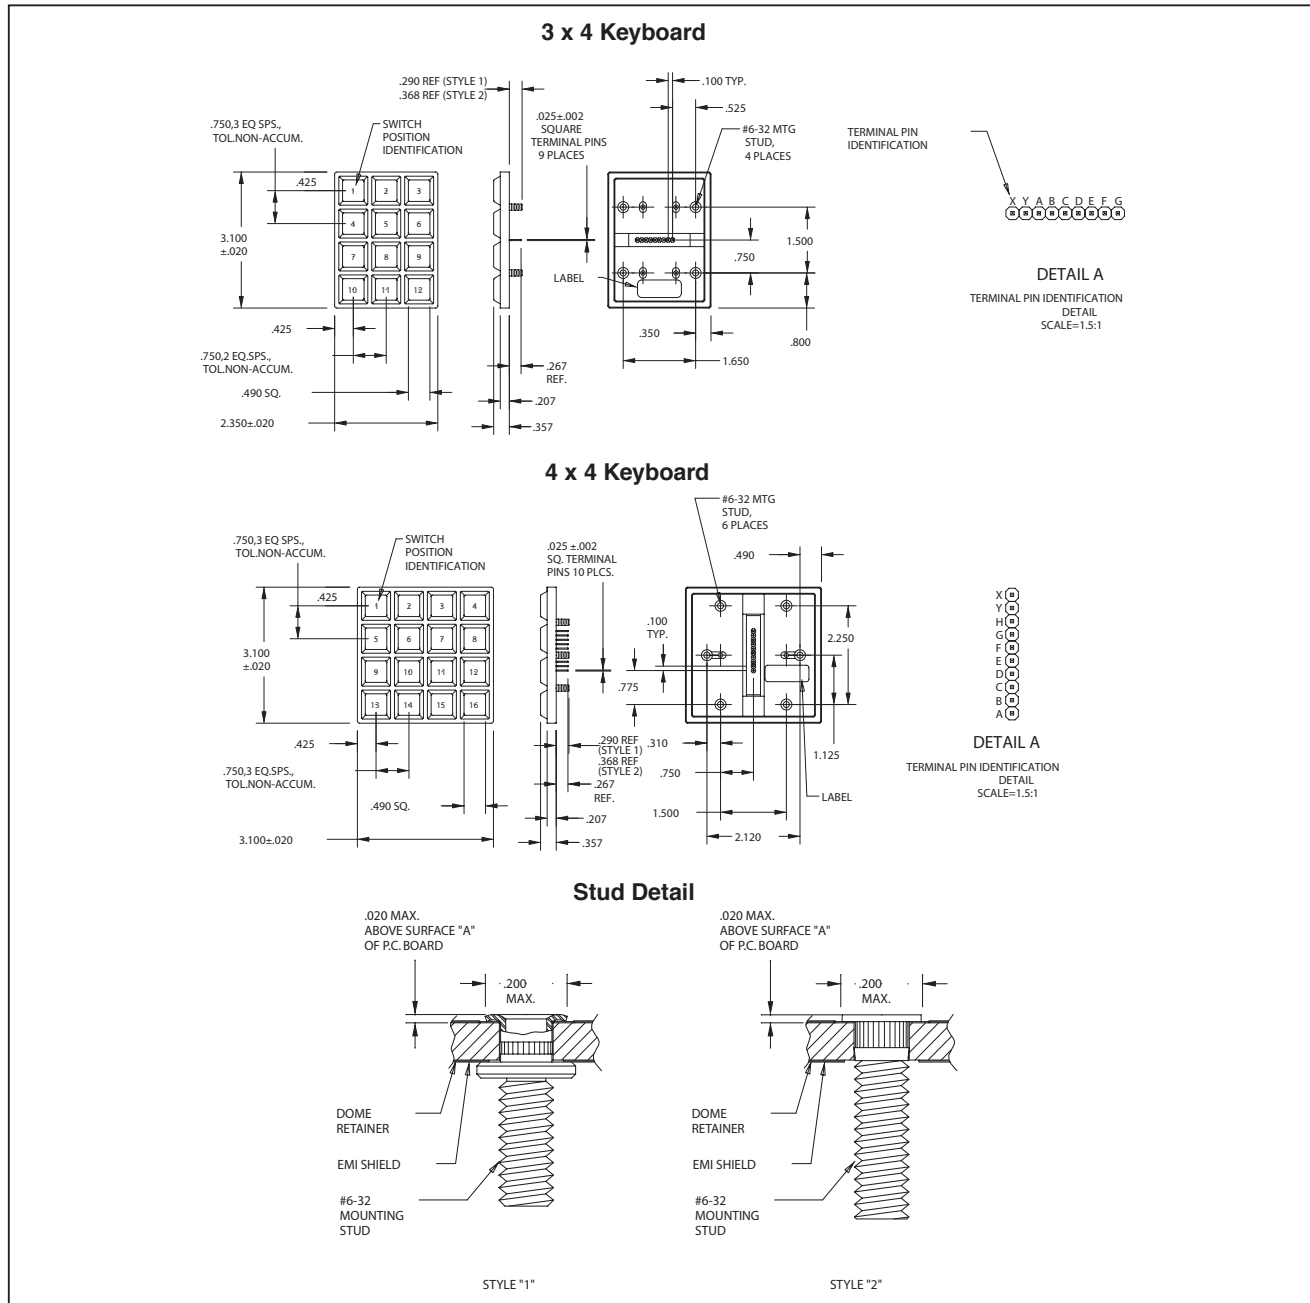 3 x 4 Keyboard
.290 REF (STYLE 1)
.368 REF (STYLE 2)
.100 TYP.
.525
.750,3 EQ SPS.,
TOL.NON-ACCUM.
SWITCH
POSITION
IDENTIFICATION
.025±.002
SQUARE
TERMINAL PINS
9 PLACES
#6-32 MTG
STUD,
4 PLACES
TERMINAL PIN
IDENTIFICATION
.425
1 2 3
4 5 6
7 8 9
10 11 12
3.100
±.020
X Y A B C D E F G
1.500
.750
LABEL
DETAIL A
TERMINAL PIN IDENTIFICATION
DETAIL
SCALE=1.5:1
.425
.350
.800
.750,2 EQ.SPS.,
TOL.NON-ACCUM.
1.650
.267
REF.
.490 SQ.
.207
2.350±.020
.357
4 x 4 Keyboard
#6-32 MTG
STUD,
6 PLACES
.750,3 EQ SPS.,
TOL.NON-ACCUM.
SWITCH
POSITION
IDENTIFICATION
.025 ±.002
SQ. TERMINAL
PINS 10 PLCS.
.490
.425
1 2 3 4
5 6 7 8
9 10 11 12
13 14 15 16
3.100
±.020
.100
TYP.
2.250
.775
X
Y
H
G
F
E
D
C
B
A
.425
.290 REF
(STYLE 1)
.368 REF
(STYLE 2)
.310
1.125
DETAIL A
TERMINAL PIN IDENTIFICATION
DETAIL
SCALE=1.5:1
.750,3 EQ.SPS.,
TOL.NON-ACCUM.
.750
.267
REF.
LABEL
.490 SQ.
1.500
.207
3.100±.020
2.120
.357
Stud Detail
.020 MAX.
ABOVE SURFACE "A"
OF P.C. BOARD
.200
MAX.
DOME
RETAINER
EMI SHIELD
#6-32
MOUNTING
STUD
STYLE "1"
.020 MAX.
ABOVE SURFACE "A"
OF P.C. BOARD
.200
MAX.
DOME
RETAINER
EMI SHIELD
#6-32
MOUNTING
STUD
STYLE "2"